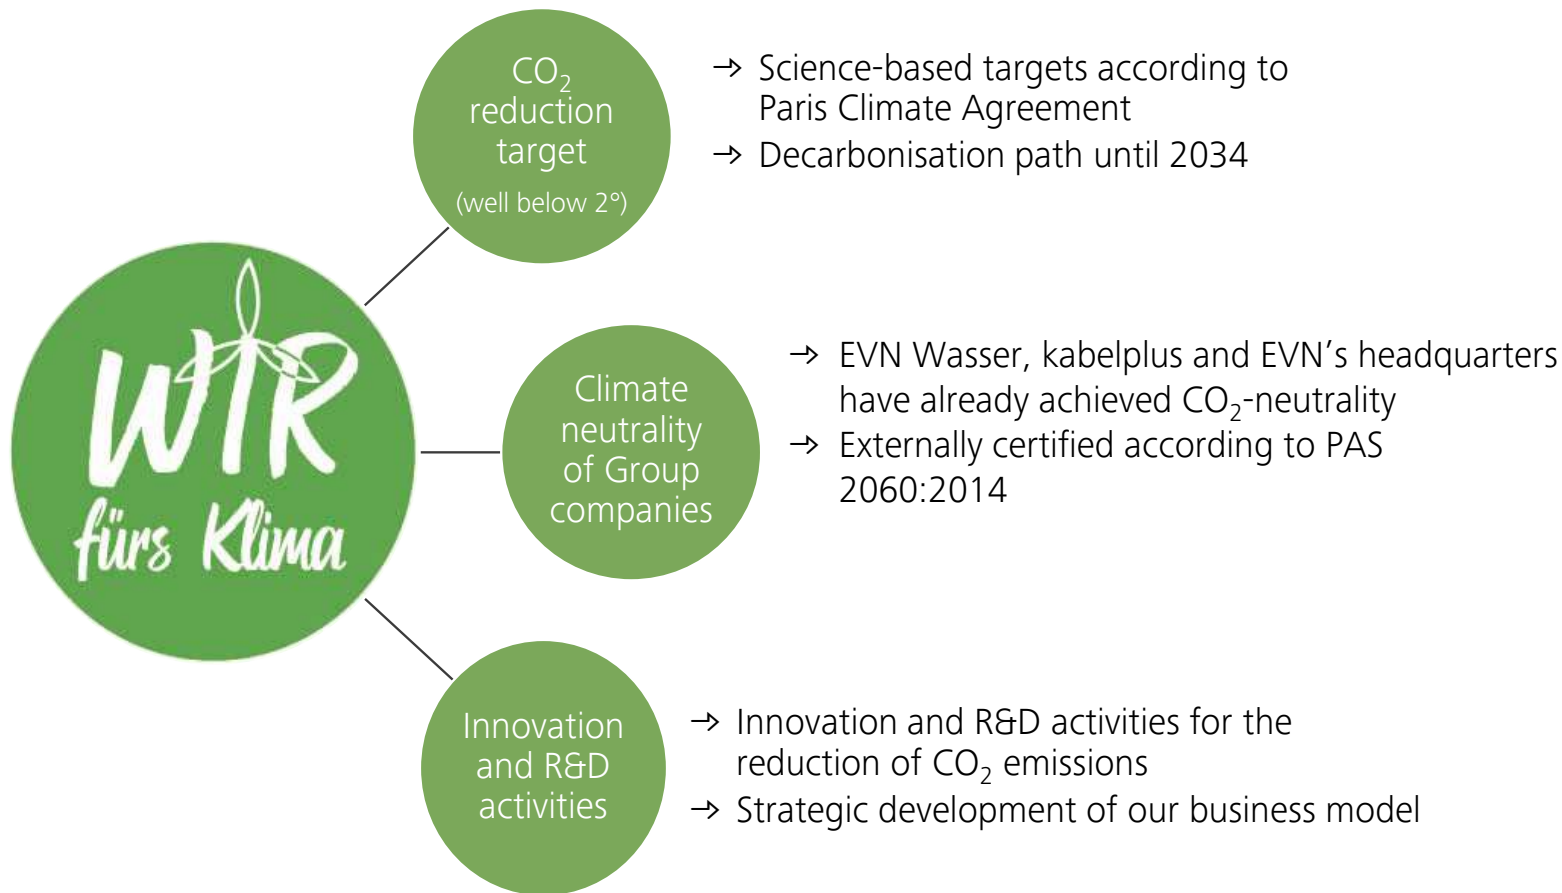 WIR
fürs Klima
CO₂
reduction
target
(well below 2°)
→ Science-based targets according to
Paris Climate Agreement
→ Decarbonisation path until 2034
Climate
neutrality
of Group
companies
→ EVN Wasser, kabelplus and EVN’s headquarters
have already achieved CO₂-neutrality
→ Externally certified according to PAS
2060:2014
Innovation
and R&D
activities
→ Innovation and R&D activities for the
reduction of CO₂ emissions
→ Strategic development of our business model